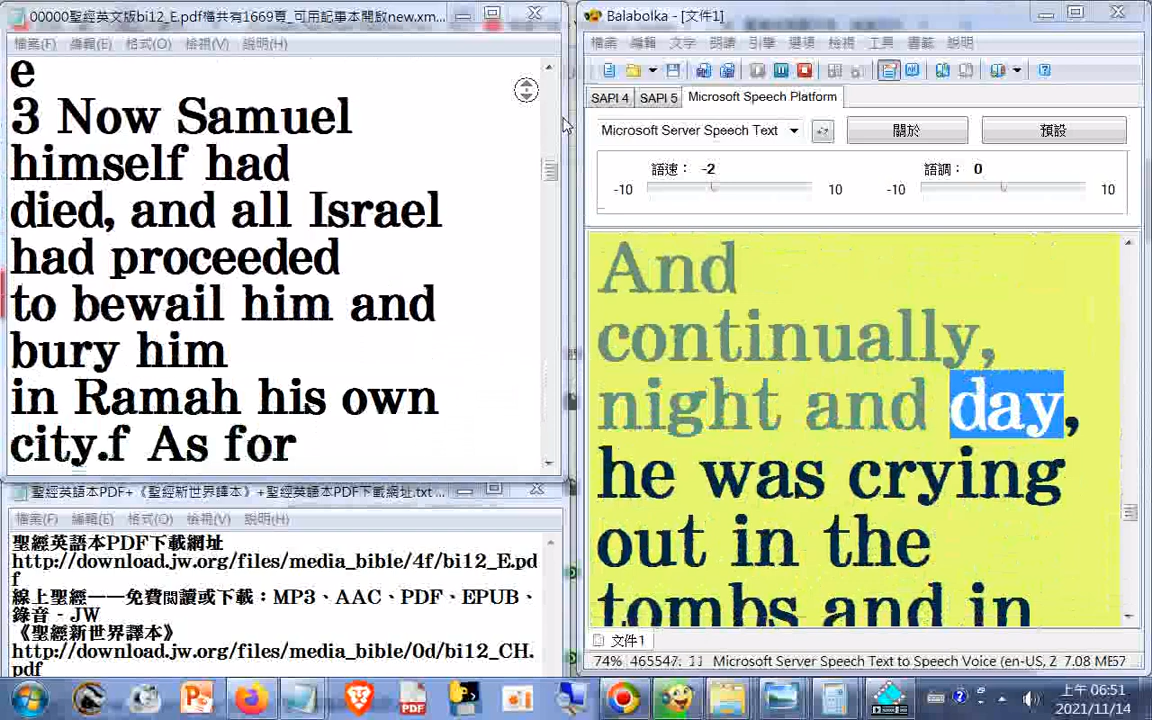 00000聖經英文版bi12_E.pdf檔共有1669頁_可用記事本開啟new.xm...
檔案(F) 編輯(E) 格式(O) 檢視(V) 說明(H)
e
3 Now Samuel
himself had
died, and all Israel
had proceeded
to bewail him and
bury him
in Ramah his own
city.f As for
聖經英語本PDF+《聖經新世界譯本》+聖經英語本PDF下載網址.txt ...
檔案(F) 編輯(E) 格式(O) 檢視(V) 說明(H)
聖經英語本PDF下載網址
http://download.jw.org/files/media_bible/4f/bi12_E.pd
f
線上聖經——免費閱讀或下載：MP3、AAC、PDF、EPUB、
錄音 - JW
《聖經新世界譯本》
http://download.jw.org/files/media_bible/0d/bi12_CH.
pdf
Balabolka - [文件1]
檔案 編輯 文字 朗讀 引擎 選項 檢視 工具 書籤 說明
SAPI 4 SAPI 5 Microsoft Speech Platform
Microsoft Server Speech Text 關於 預設
語速： -2 語調： 0
-10 10 -10 10
And
continually,
night and day,
he was crying
out in the
tombs and in
文件1
74% 465547: 11 Microsoft Server Speech Text to Speech Voice (en-US, Z 7.08 ME57
上午 06:51
2021/11/14